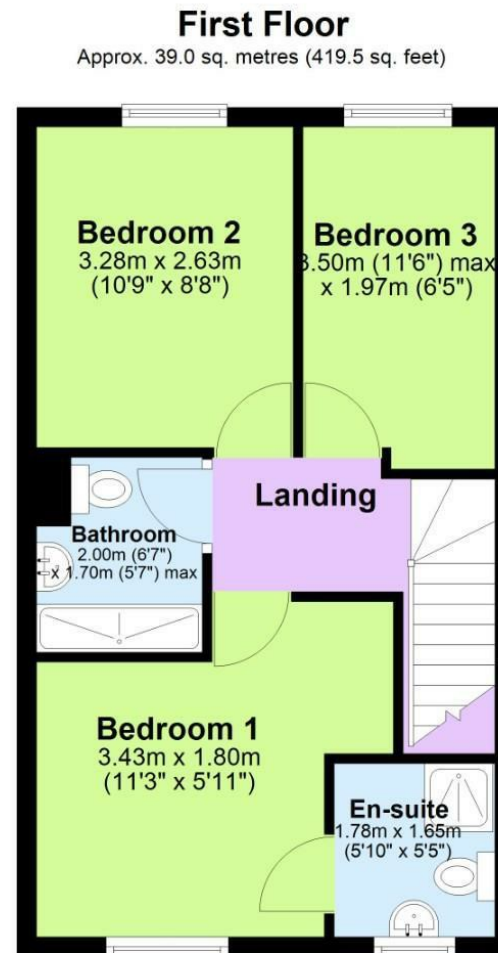 First Floor
Approx. 39.0 sq. metres (419.5 sq. feet)
Bedroom 2
3.28m x 2.63m
(10'9" x 8'8")
Bedroom 3
3.50m (11'6") max
x 1.97m (6'5")
Landing
Bathroom
2.00m (6'7")
x 1.70m (5'7") max
Bedroom 1
3.43m x 1.80m
(11'3" x 5'11")
En-suite
1.78m x 1.65m
(5'10" x 5'5")